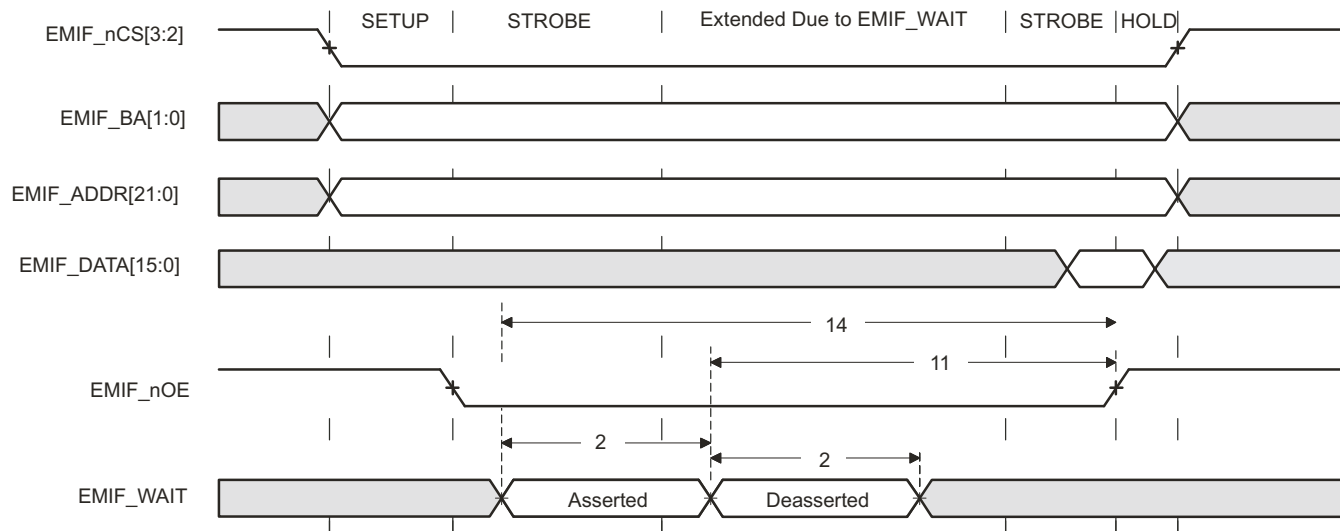 SETUP | STROBE | Extended Due to EMIF_WAIT | STROBE | HOLD
EMIF_nCS[3:2]
EMIF_BA[1:0]
EMIF_ADDR[21:0]
EMIF_DATA[15:0]
14
11
EMIF_nOE
2
2
EMIF_WAIT
Asserted
Deasserted